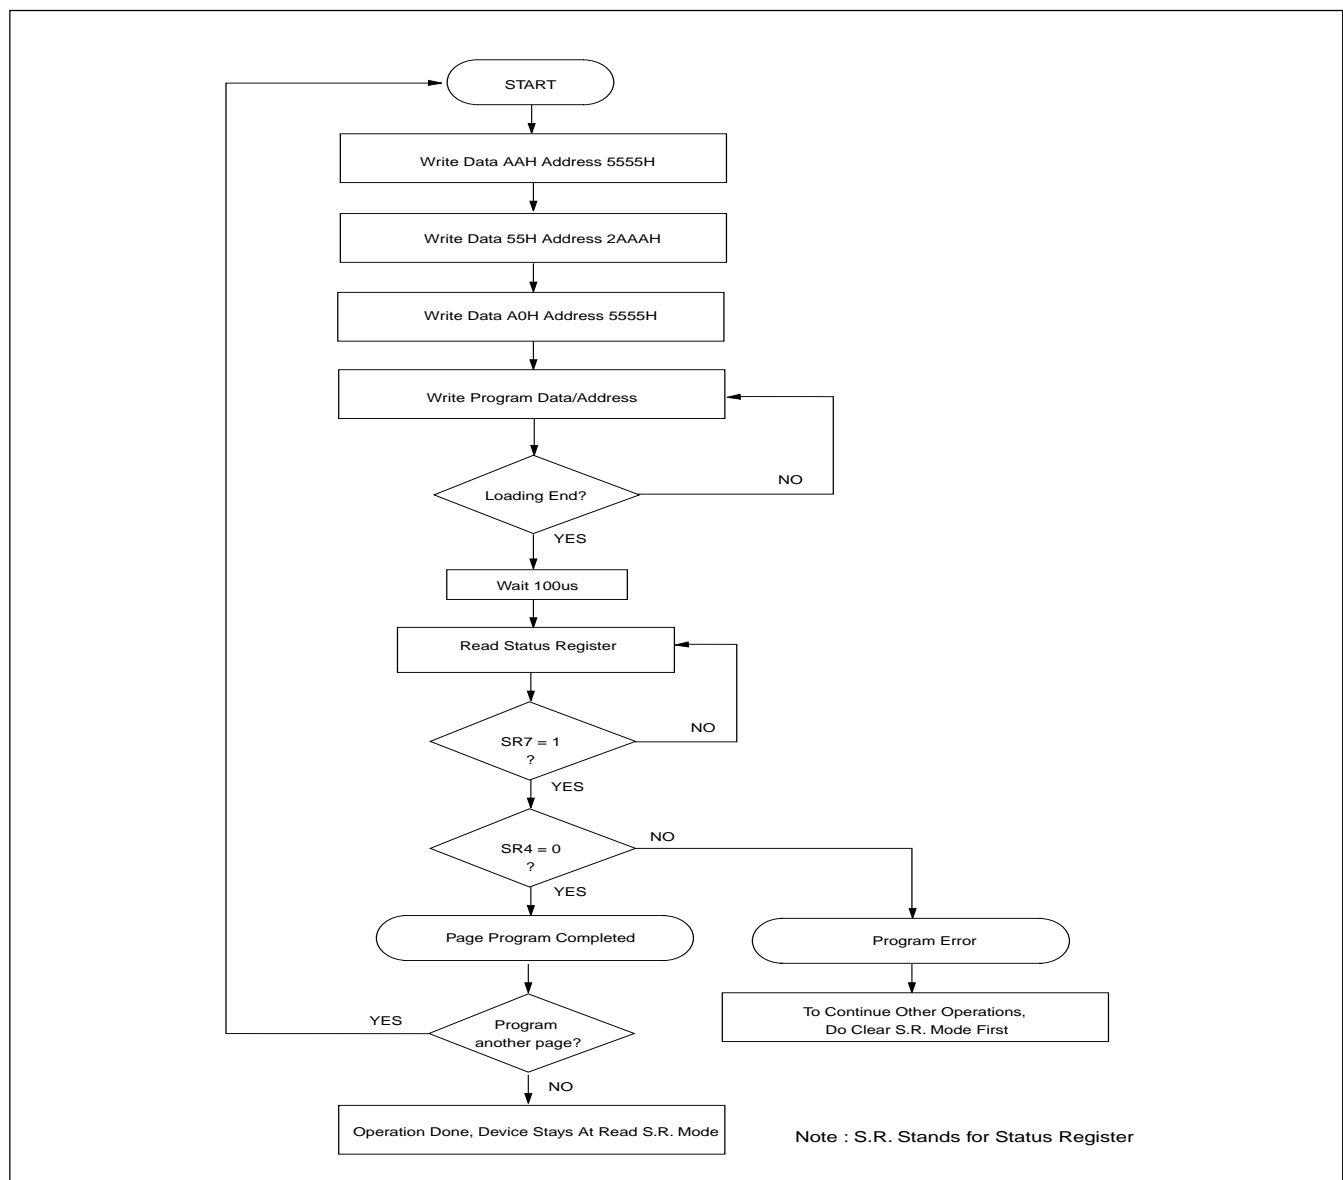 START
Write Data AAH Address 5555H
Write Data 55H Address 2AAAH
Write Data A0H Address 5555H
Write Program Data/Address
NO
Loading End?
YES
Wait 100us
Read Status Register
NO
SR7 = 1
?
YES
NO
SR4 = 0
?
YES
Page Program Completed
Program Error
To Continue Other Operations,
Do Clear S.R. Mode First
YES
Program
another page?
NO
Operation Done, Device Stays At Read S.R. Mode
Note : S.R. Stands for Status Register